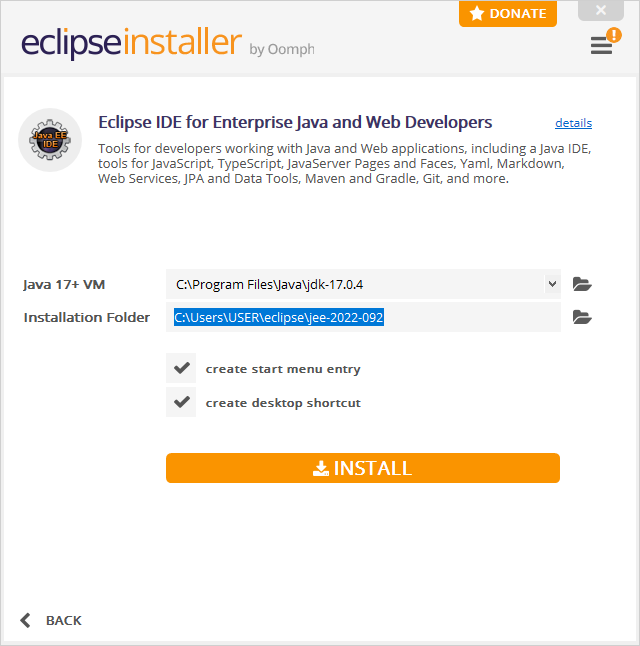 DONATE
eclipseinstaller by Oomph
!
Java EE
IDE
Eclipse IDE for Enterprise Java and Web Developers
details
Tools for developers working with Java and Web applications, including a Java IDE,
tools for JavaScript, TypeScript, JavaServer Pages and Faces, Yaml, Markdown,
Web Services, JPA and Data Tools, Maven and Gradle, Git, and more.
Java 17+ VM C:\Program Files\Java\jdk-17.0.4
Installation Folder C:\Users\USER\eclipse\jee-2022-092
create start menu entry
create desktop shortcut
INSTALL
BACK